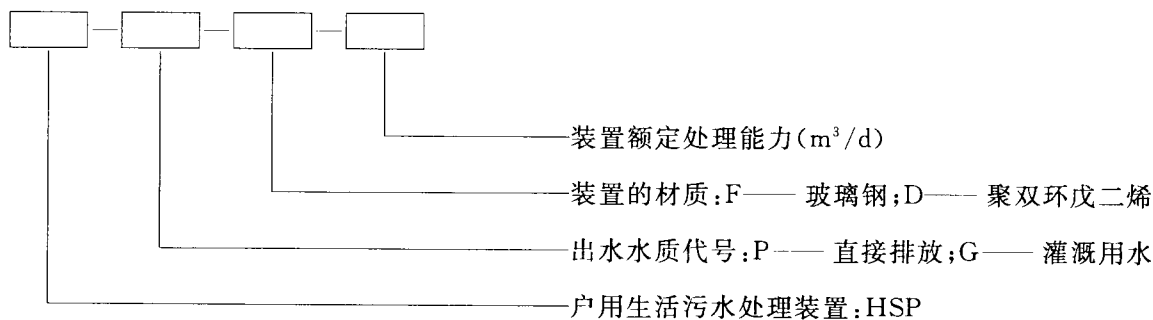 装置额定处理能力(m³/d)
装置的材质:F—— 玻璃钢;D—— 聚双环戊二烯
出水水质代号:P—— 直接排放;G—— 灌溉用水
户用生活污水处理装置:HSP